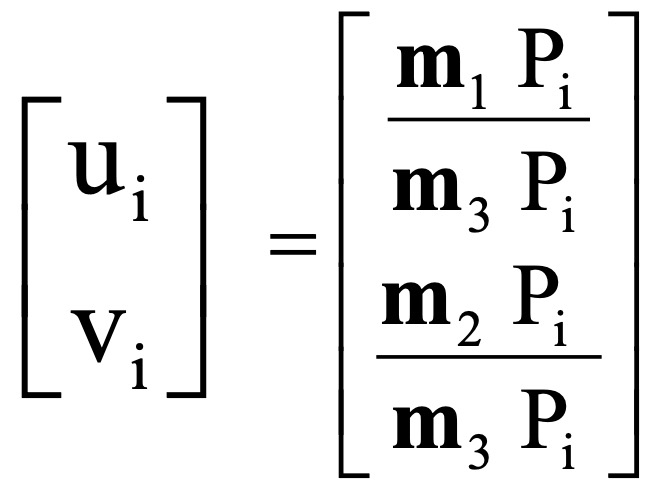 [u_i
v_i] = [m_1 P_i / m_3 P_i
m_2 P_i / m_3 P_i]